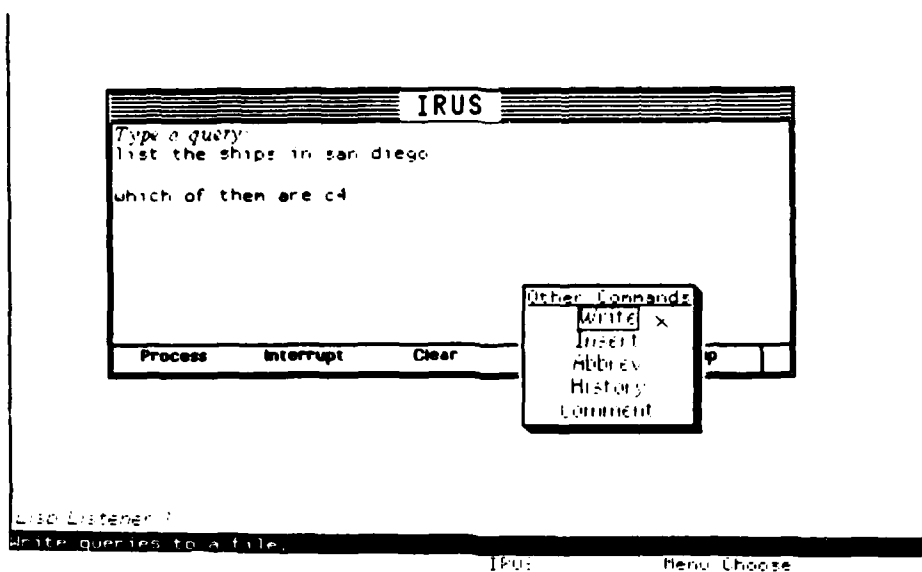 IRUS
Type a query:
list the ships in san diego
which of them are c4
Other Commands
Write
Insert
Abbrev
History
Comment
Process Interrupt Clear
Lisp Listener
Write queries to a file.
Menu Choose